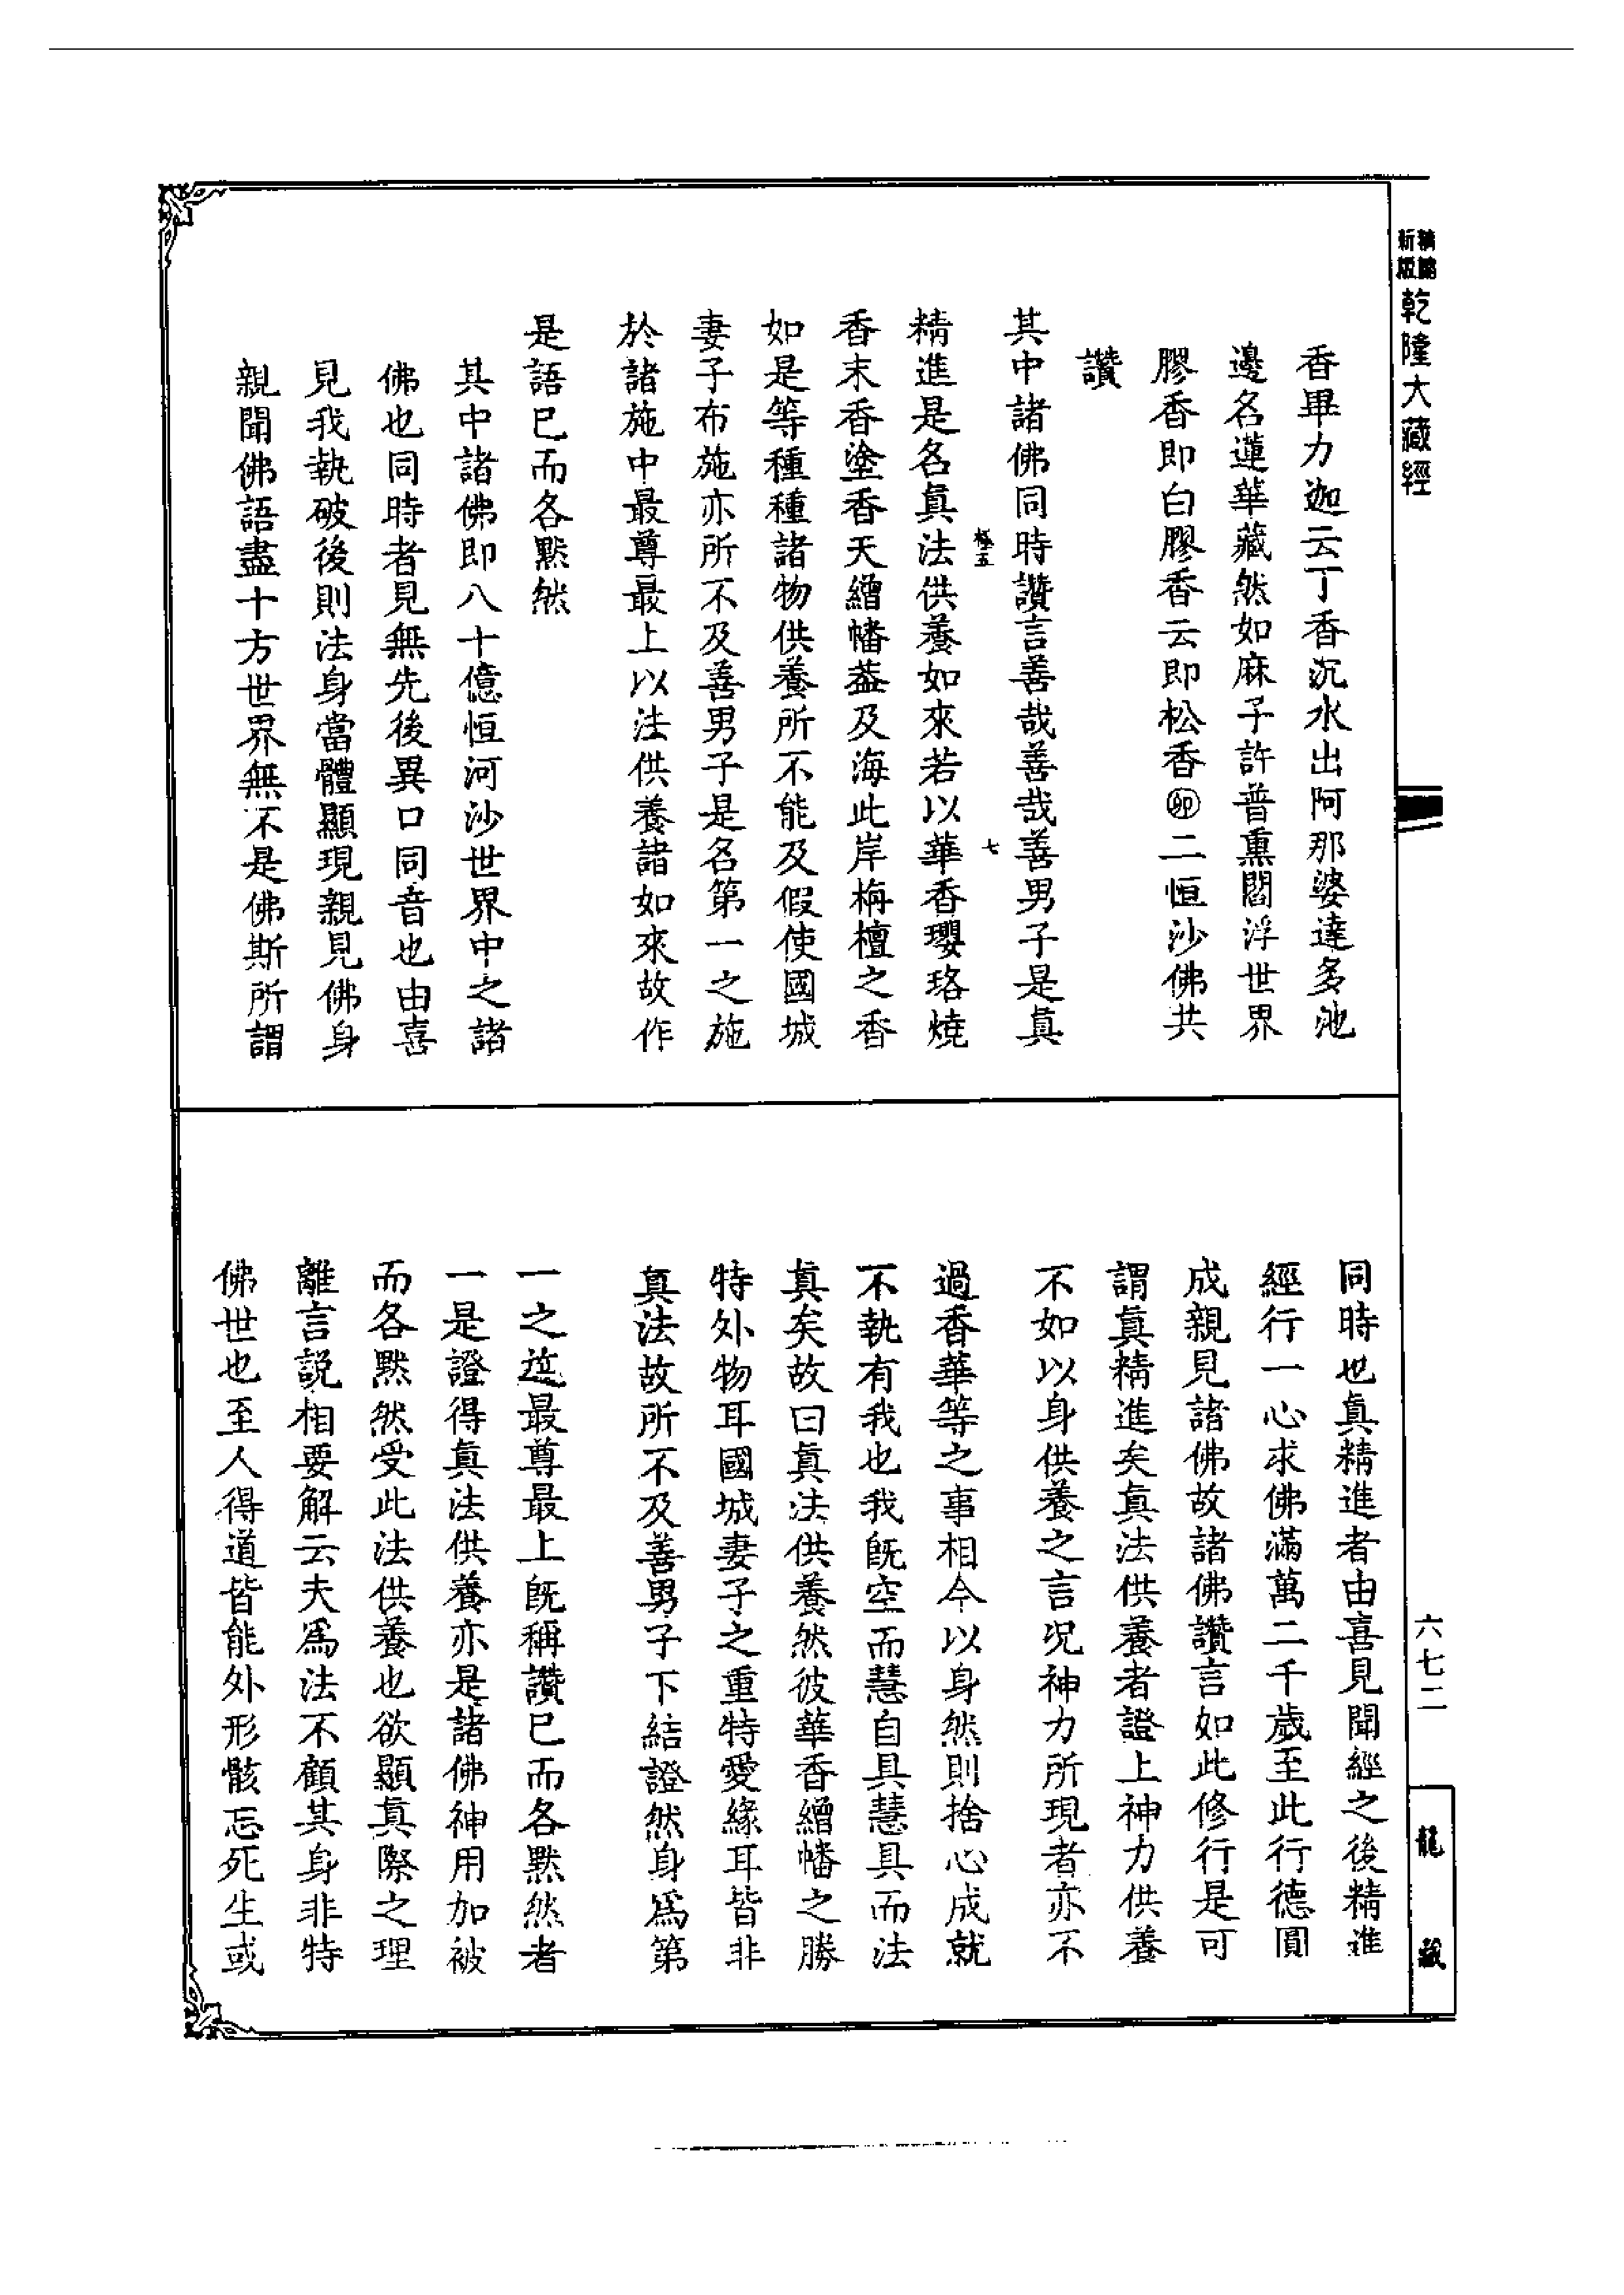 新版
乾隆大藏經
香畢力迦云丁香沉水出阿那婆達多池
邊名蓮華藏然如麻子許普熏閻浮世界
膠香即白膠香云即松香卯二恒沙佛共
讚
其中諸佛同時讚言善哉善哉善男子是真
七
精進是名真法供養如來若以華香瓔珞燒
香末香塗香天繒幡葢及海此岸栴檀之香
如是等種種諸物供養所不能及假使國城
妻子布施亦所不及善男子是名第一之施
於諸施中最尊最上以法供養諸如來故作
是語已而各默然
其中諸佛即八十億恒河沙世界中之諸
佛也同時者見無先後異口同音也由喜
見我執破後則法身當體顯現親見佛身
親聞佛語盡十方世界無不是佛斯所謂
同時也真精進者由喜見聞經之後精進
經行一心求佛滿萬二千歲至此行德圓
成親見諸佛故諸佛讚言如此修行是可
謂真精進矣真法供養者證上神力供養
不如以身供養之言况神力所現者亦不
過香華等之事相今以身然則捨心成就
不執有我也我既空而慧自具慧具而法
真矣故曰真法供養然彼華香繒幡之勝
特外物耳國城妻子之重特愛緣耳皆非
真法故所不及善男子下結證然身為第
一之施最尊最上既稱讚已而各默然者
一是證得真法供養亦是諸佛神用加被
而各默然受此法供養也欲顯真際之理
離言說相要解云夫為法不顧其身非特
佛世也至人得道皆能外形骸忘死生或
六七二
龍藏